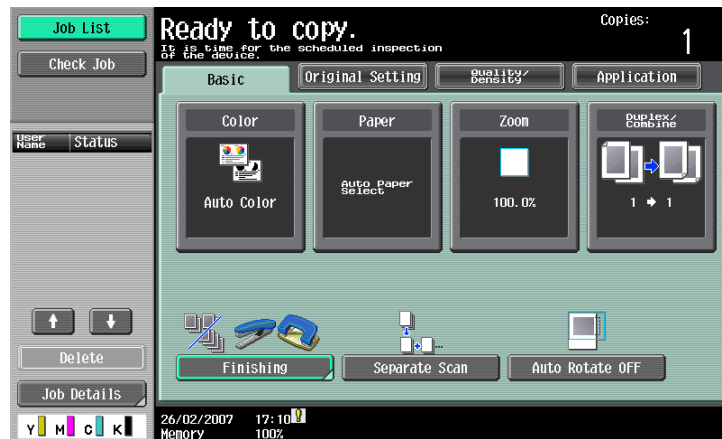 Job List
Check Job
User
Name
Status
Delete
Job Details
Y M C K
Ready to copy.
It is time for the scheduled inspection
of the device.
Copies:
1
Basic
Original Setting
Quality/
Density
Application
Color
Auto Color
Paper
Auto Paper
Select
Zoom
100.0%
Duplex/
Combine
1 → 1
Finishing
Separate Scan
Auto Rotate OFF
26/02/2007 17:10
Memory 100%